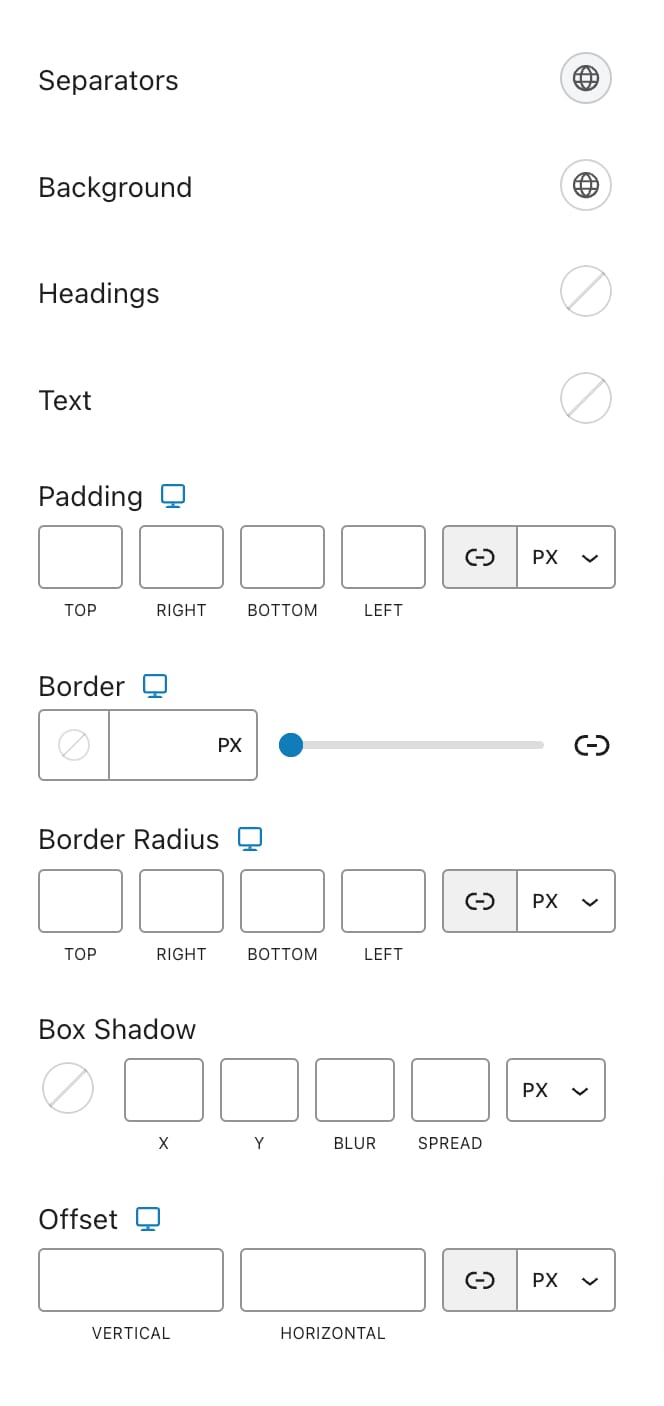 Separators
Background
Headings
Text
Padding
PX
TOP RIGHT BOTTOM LEFT
Border
PX
Border Radius
PX
TOP RIGHT BOTTOM LEFT
Box Shadow
PX
X Y BLUR SPREAD
Offset
PX
VERTICAL HORIZONTAL